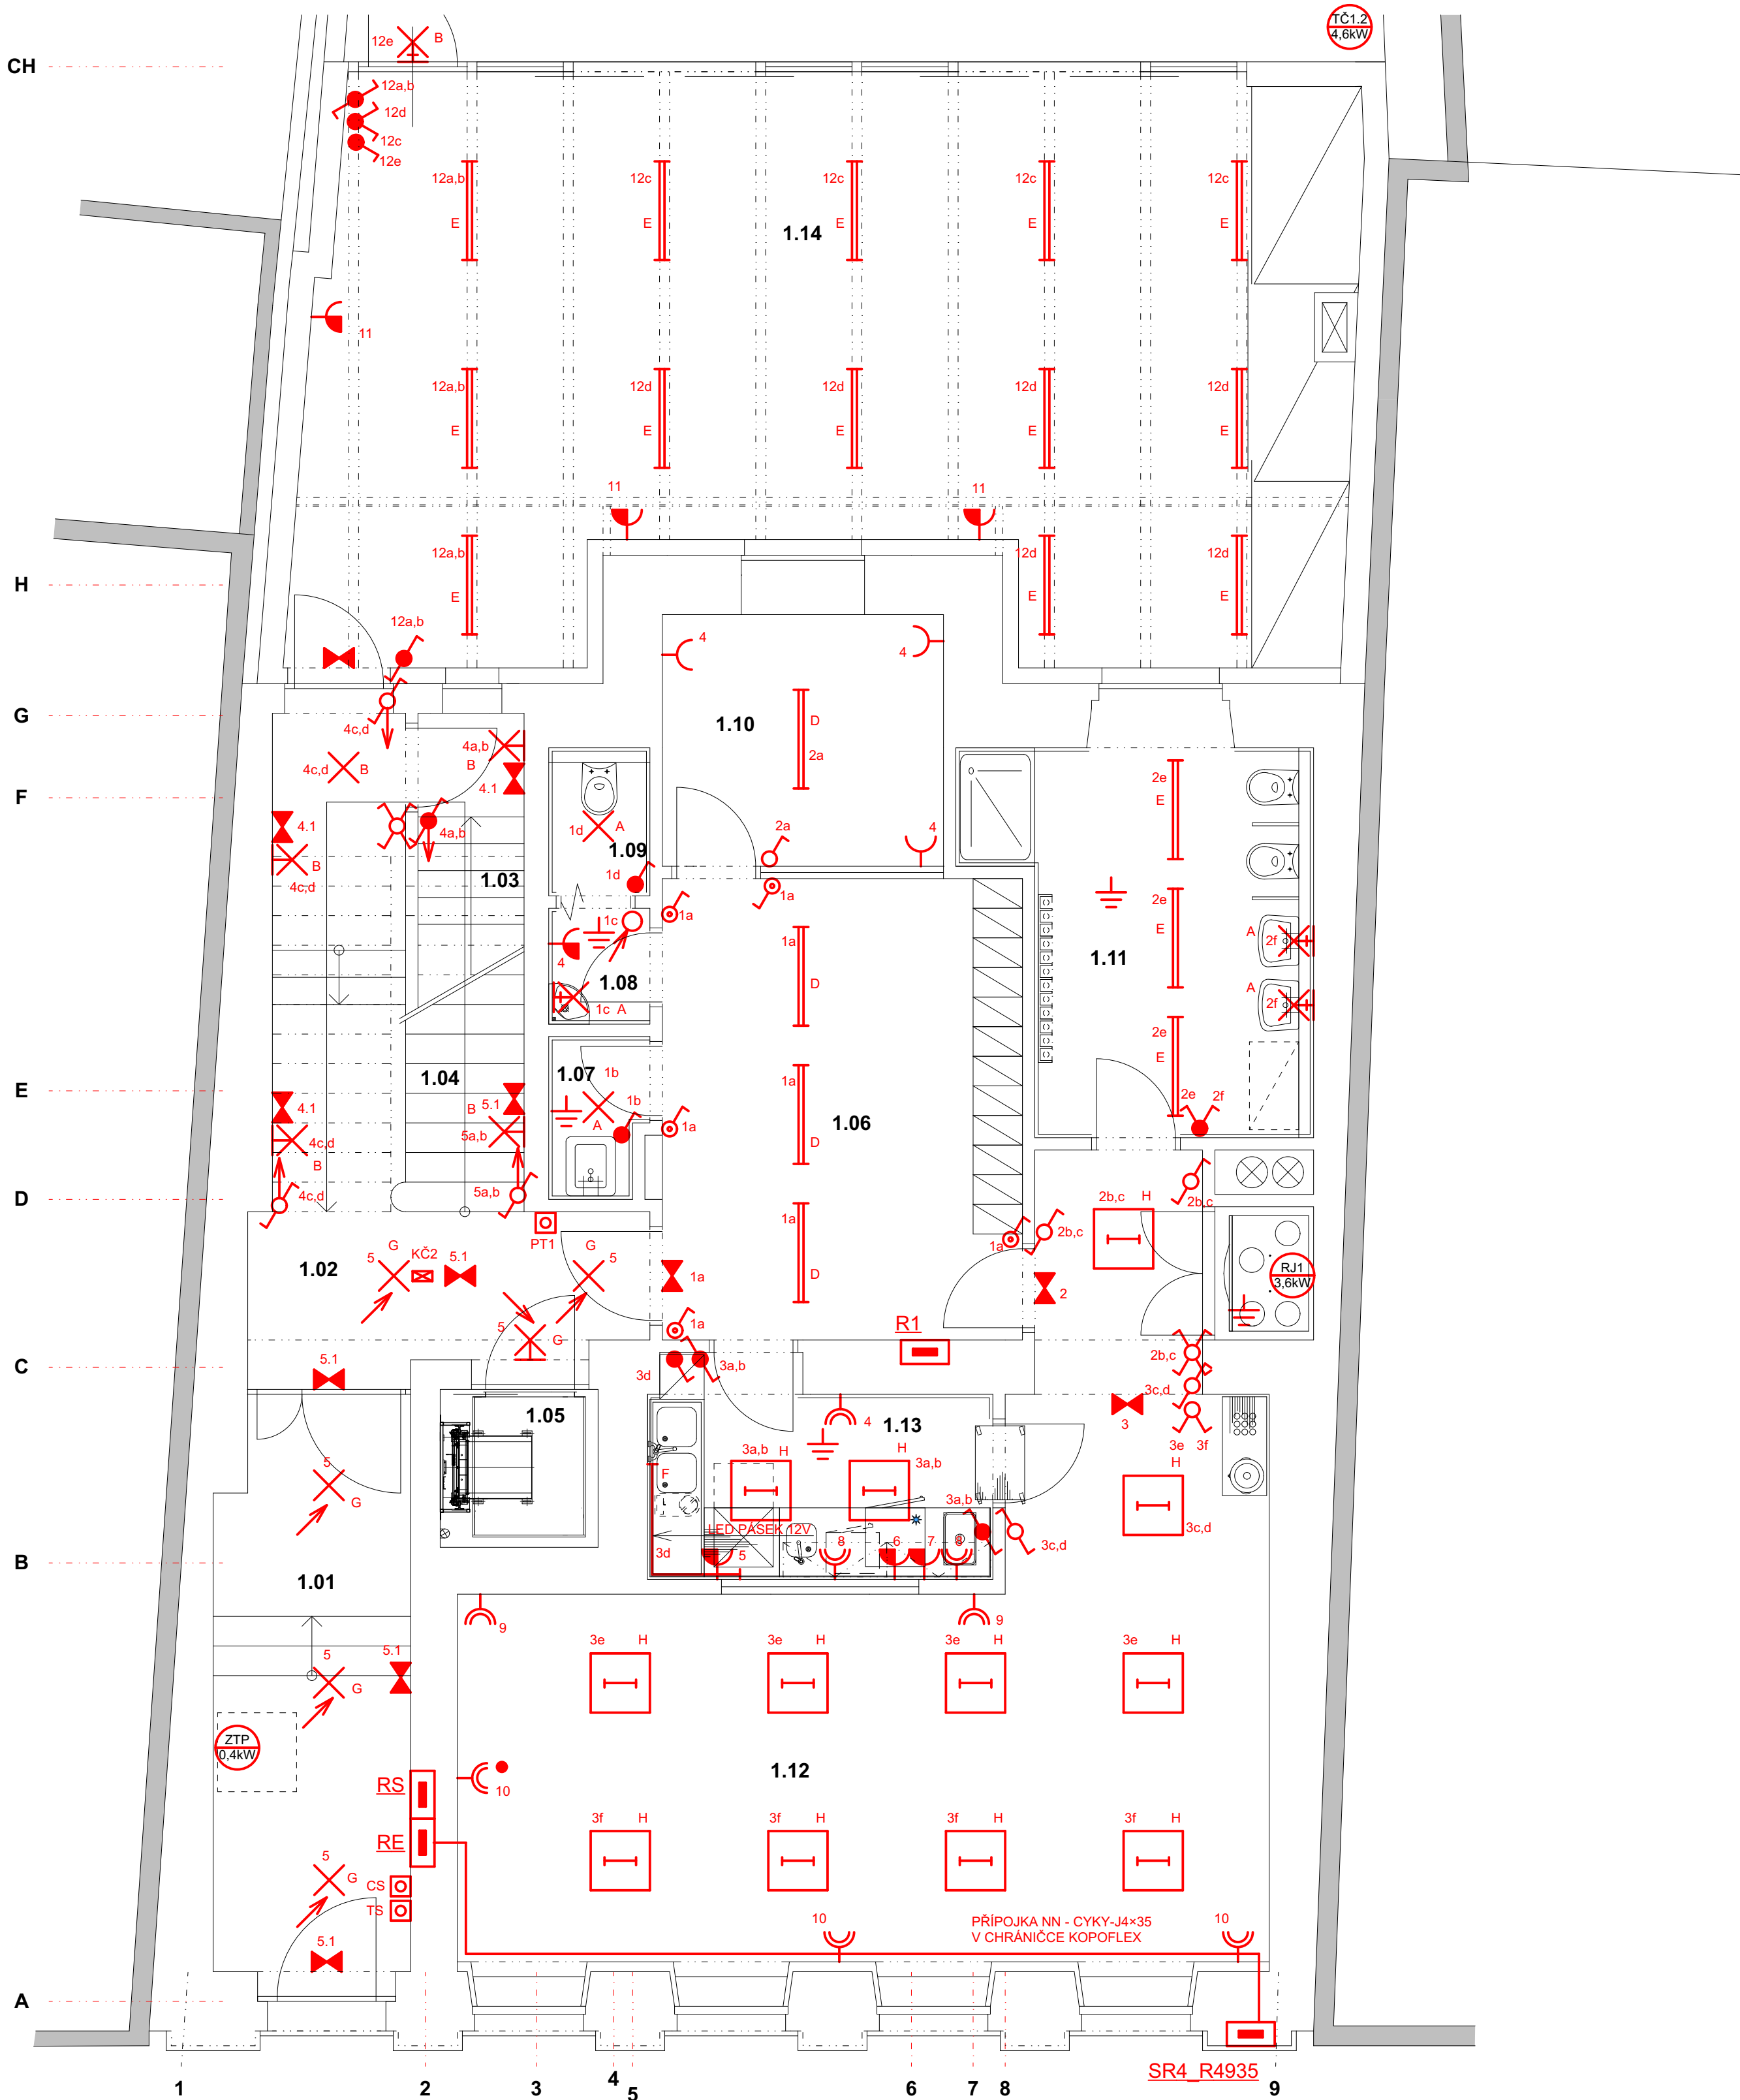 TČ1.2
4,6kW
12e
B
CH
12a,b
12d
12c
12e
12a,b
12c
12c
12c
12c
E
E
E
E
E
1.14
11
12a,b
12d
12d
12d
12d
E
E
E
E
E
11
11
12a,b
12d
12d
E
E
E
H
12a,b
4
4
G
4c,d
1.10
D
2a
4a,b
B
4c,d
B
4.1
2e
E
F
4.1
4a,b
1d
A
2a
4
B
4c,d
1.09
1.03
1d
1a
1a
2e
E
1c
1a
A
2f
4
1.11
1.08
D
1c
A
A
2f
2e
E
1.04
1.07
1b
1a
E
4.1
B
5.1
1b
2e
2f
4c,d
5a,b
A
1a
1.06
D
B
D
4c,d
5a,b
2b,c
2b,c
H
1a
2b,c
1a
PT1
G
KČ2
5.1
G
5
5
1.02
1a
RJ1
3,6kW
D
2
5
G
1a
R1
C
5.1
3d
3a,b
2b,c
3c,d
3
1.05
4
1.13
3e
3f
3a,b
H
H
3a,b
H
F
5
G
3a,b
3c,d
LED PÁSEK 12V
3c,d
3d
5
8
6
7
8
B
1.01
9
9
5
G
5.1
3e
H
3e
H
3e
H
3e
H
ZTP
0,4kW
1.12
RS
10
RE
3f
H
3f
H
3f
H
3f
H
5
G
CS
TS
10
PŘÍPOJKA NN - CYKY-J4×35
V CHRÁNIČCE KOPOFLEX
10
5.1
A
SR4_R4935
1
2
3
4
5
6
7
8
9